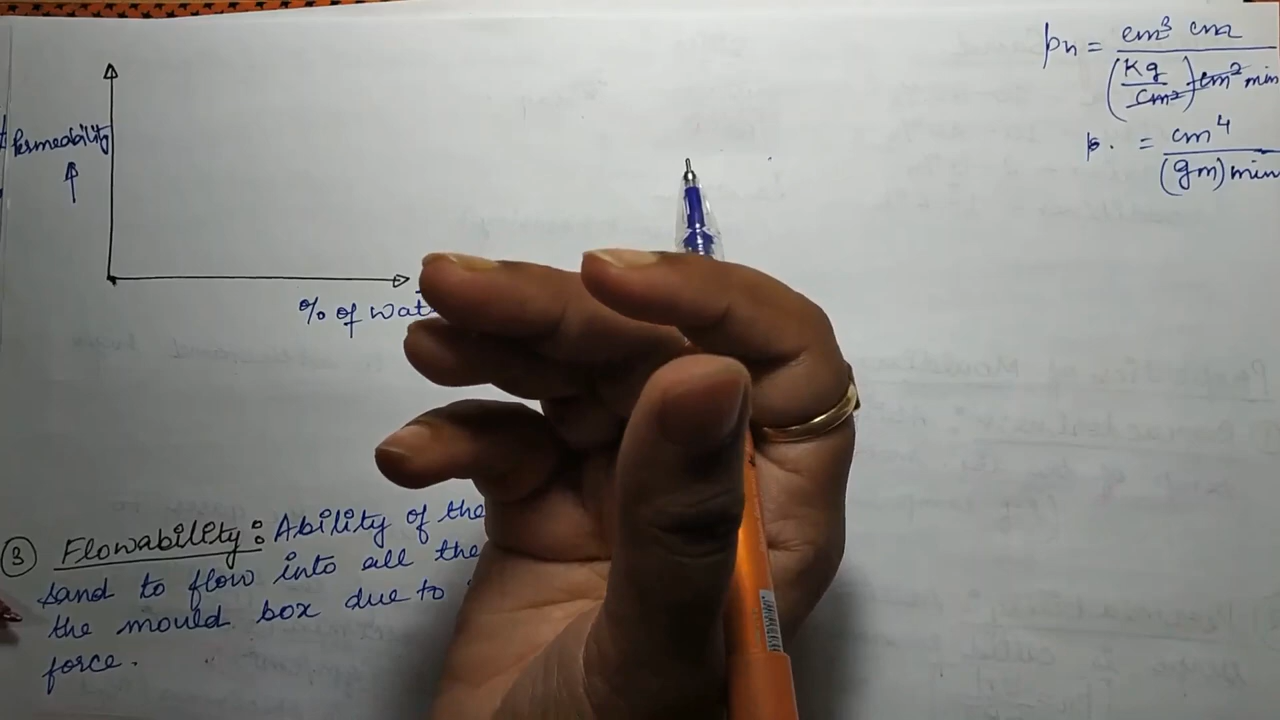 pn = cm³ cm
(Kg/cm²) cm² min
p. = cm⁴
(gm) min
Permeability
% of
③ Flowability: Ability of the
sand to flow into all the
the mould box due to
force.